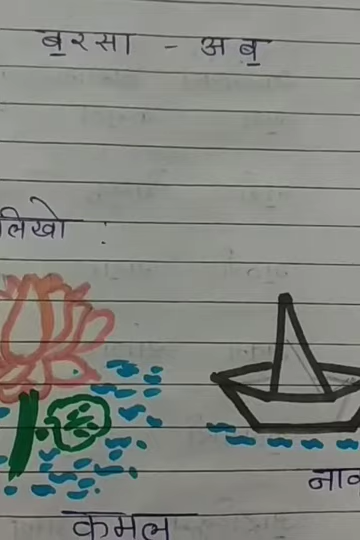 बरसा - अब
लिखो :
नाव
कमल